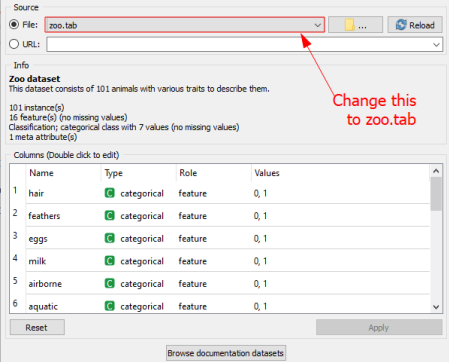 Source
File: zoo.tab ... Reload
URL:
Info
Zoo dataset
This dataset consists of 101 animals with various traits to describe them.
101 instance(s)
16 feature(s) (no missing values)
Classification; categorical class with 7 values (no missing values)
1 meta attribute(s)
Change this
to zoo.tab
Columns (Double click to edit)
Name Type Role Values
1 hair C categorical feature 0, 1
2 feathers C categorical feature 0, 1
3 eggs C categorical feature 0, 1
4 milk C categorical feature 0, 1
5 airborne C categorical feature 0, 1
6 aquatic C categorical feature 0, 1
Reset Apply
Browse documentation datasets